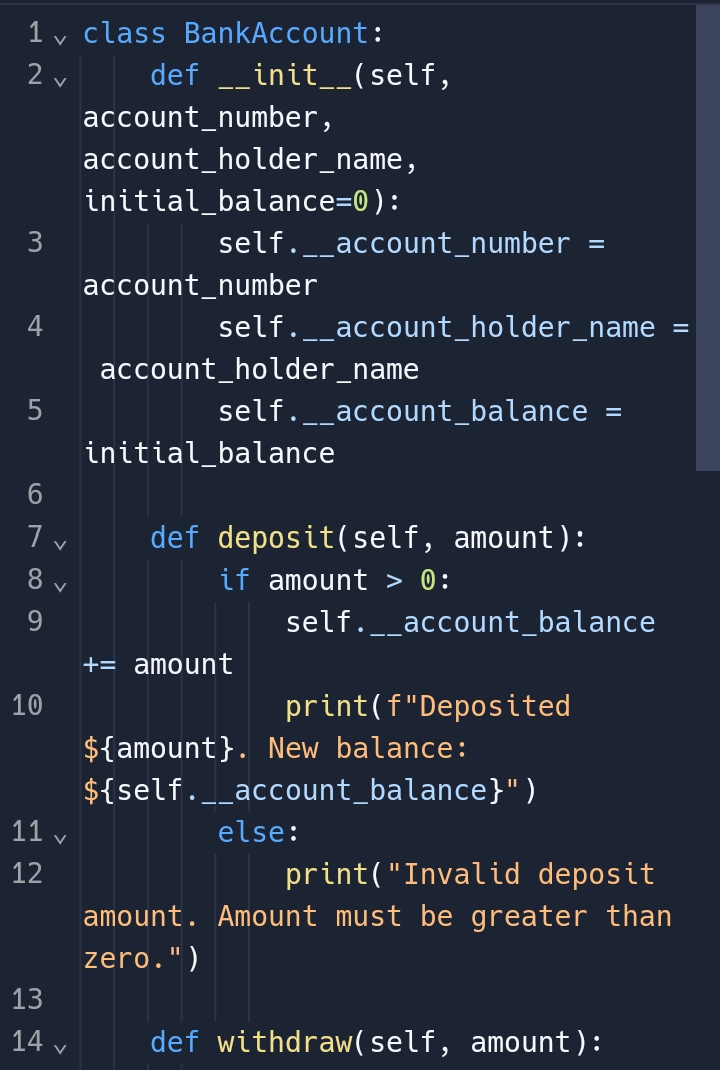 1 class BankAccount:
2     def __init__(self,
account_number,
account_holder_name,
initial_balance=0):
3         self.__account_number =
account_number
4         self.__account_holder_name =
 account_holder_name
5         self.__account_balance =
initial_balance
6
7     def deposit(self, amount):
8         if amount > 0:
9             self.__account_balance
+= amount
10             print(f"Deposited
${amount}. New balance:
${self.__account_balance}")
11         else:
12             print("Invalid deposit
amount. Amount must be greater than
zero.")
13
14     def withdraw(self, amount):